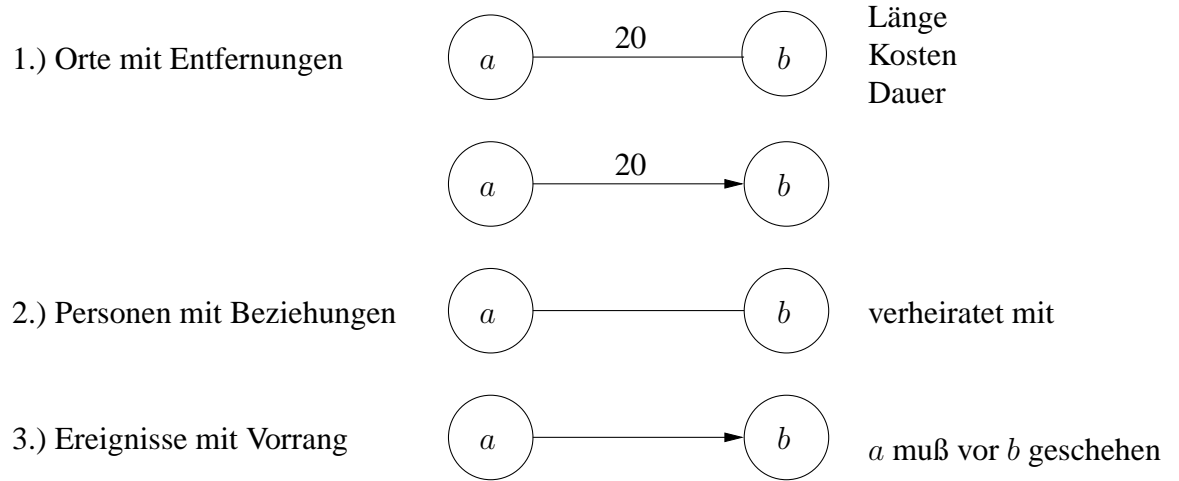 1.) Orte mit Entfernungen
a
20
b
Länge
Kosten
Dauer
a
20
b
2.) Personen mit Beziehungen
a
b
verheiratet mit
3.) Ereignisse mit Vorrang
a
b
a muß vor b geschehen